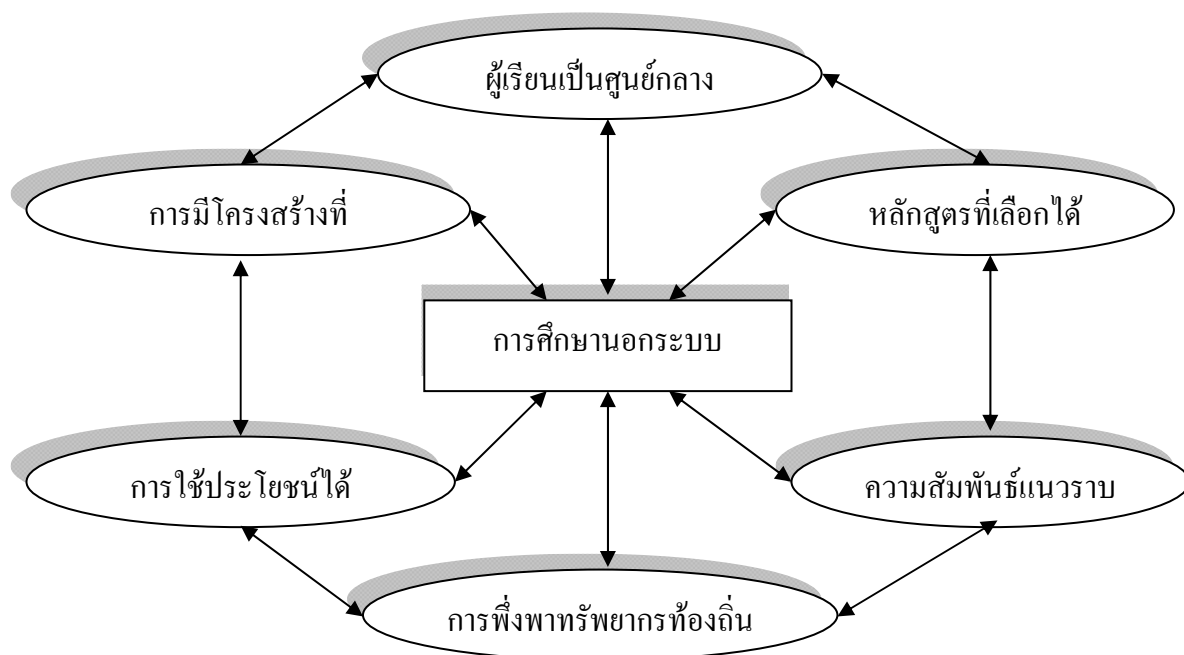 ผู้เรียนเป็นศูนย์กลาง
การมีโครงสร้างที่
หลักสูตรที่เลือกได้
การศึกษานอกระบบ
การใช้ประโยชน์ได้
ความสัมพันธ์แนวราบ
การพึ่งพาทรัพยากรท้องถิ่น